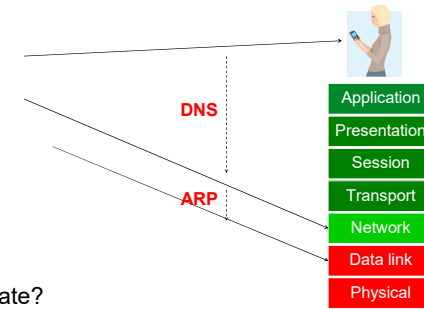 Application
DNS
Presentation
Session
ARP
Transport
Network
Data link
Physical
ate?